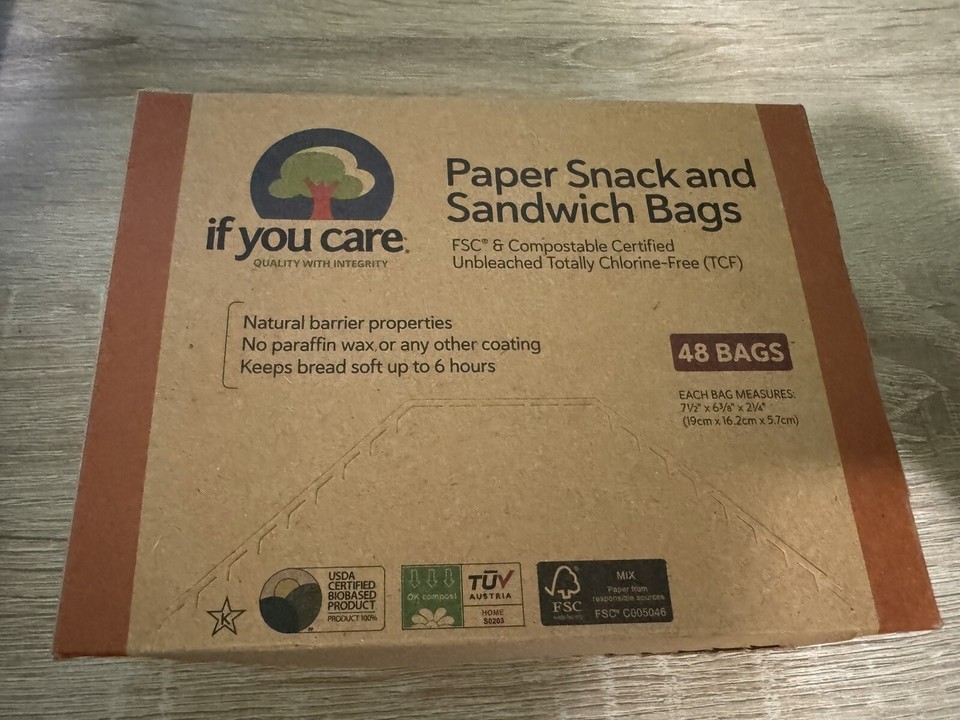 if you care®
QUALITY WITH INTEGRITY
Paper Snack and
Sandwich Bags
FSC® & Compostable Certified
Unbleached Totally Chlorine-Free (TCF)
Natural barrier properties
No paraffin wax or any other coating
Keeps bread soft up to 6 hours
48 BAGS
EACH BAG MEASURES:
7½" x 6⅜" x 2¼"
(19cm x 16.2cm x 5.7cm)
K
USDA
CERTIFIED
BIOBASED
PRODUCT
PRODUCT 100%
OK compost
TÜV
AUSTRIA
HOME
S0203
FSC
MIX
Paper from
responsible sources
FSC® C005046